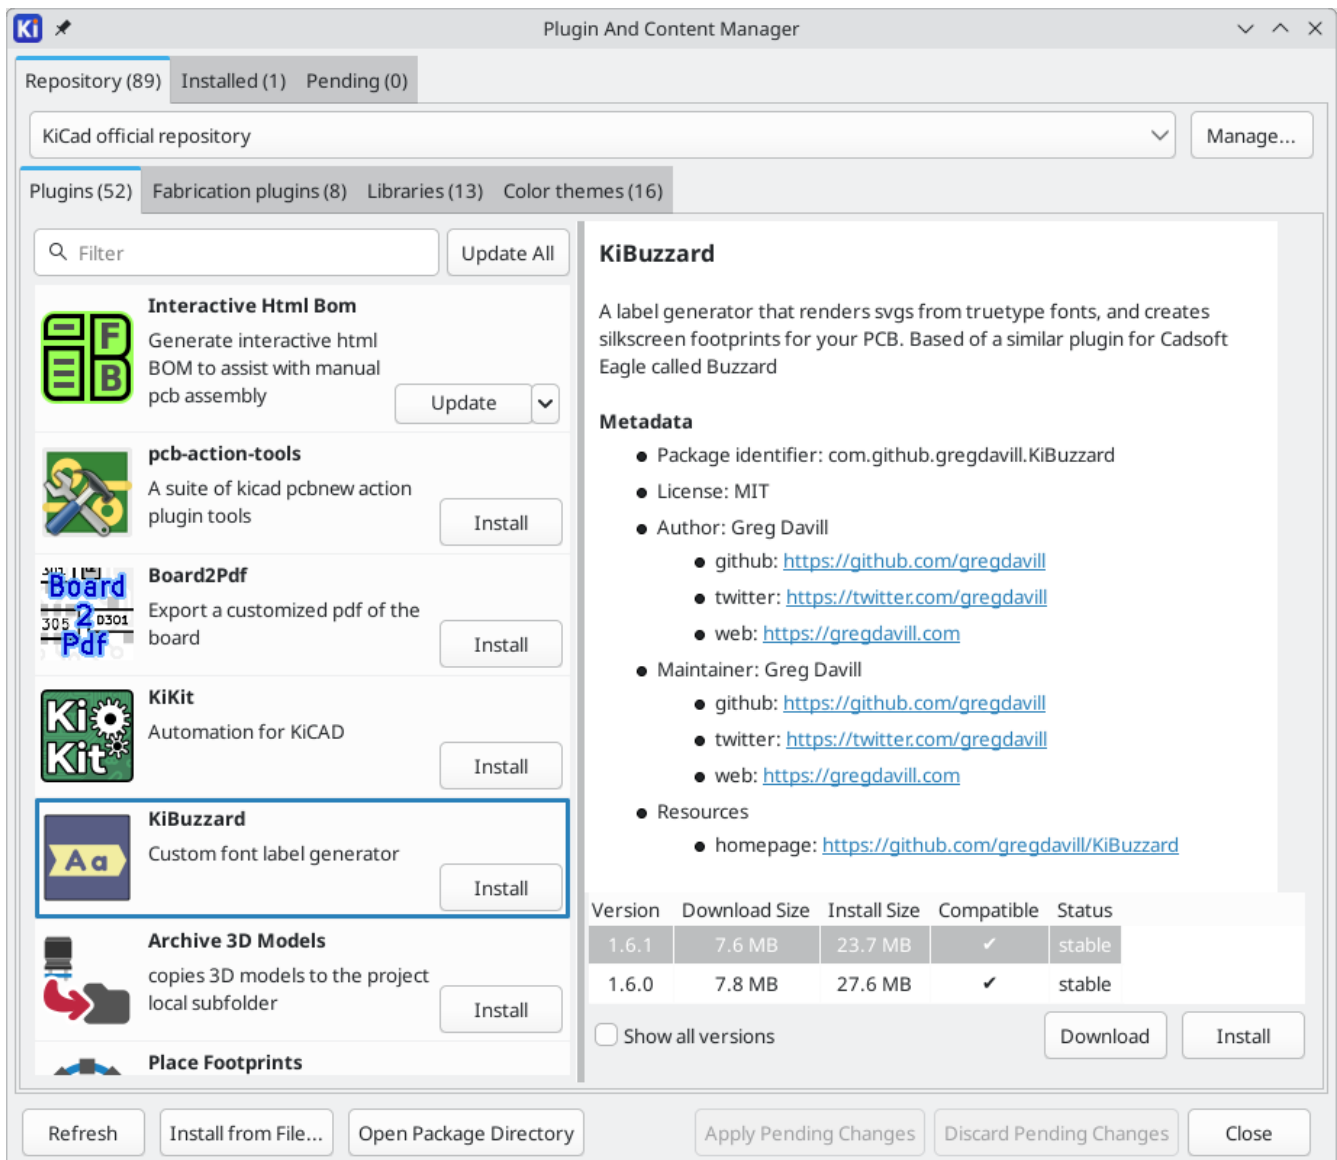 Ki
Plugin And Content Manager
Repository (89) Installed (1) Pending (0)
KiCad official repository Manage...
Plugins (52) Fabrication plugins (8) Libraries (13) Color themes (16)
Filter Update All
Interactive Html Bom
Generate interactive html
BOM to assist with manual
pcb assembly
Update
F
B
pcb-action-tools
A suite of kicad pcbnew action
plugin tools
Install
Board2Pdf
Export a customized pdf of the
board
Install
Board
2
Pdf
305
D301
KiKit
Automation for KiCAD
Install
Ki
Kit
KiBuzzard
Custom font label generator
Install
Aa
Archive 3D Models
copies 3D models to the project
local subfolder
Install
Place Footprints
KiBuzzard
A label generator that renders svgs from truetype fonts, and creates
silkscreen footprints for your PCB. Based of a similar plugin for Cadsoft
Eagle called Buzzard
Metadata
Package identifier: com.github.gregdavill.KiBuzzard
License: MIT
Author: Greg Davill
github: https://github.com/gregdavill
twitter: https://twitter.com/gregdavill
web: https://gregdavill.com
Maintainer: Greg Davill
github: https://github.com/gregdavill
twitter: https://twitter.com/gregdavill
web: https://gregdavill.com
Resources
homepage: https://github.com/gregdavill/KiBuzzard
Version Download Size Install Size Compatible Status
1.6.1 7.6 MB 23.7 MB ✔ stable
1.6.0 7.8 MB 27.6 MB ✔ stable
Show all versions Download Install
Refresh Install from File... Open Package Directory Apply Pending Changes Discard Pending Changes Close